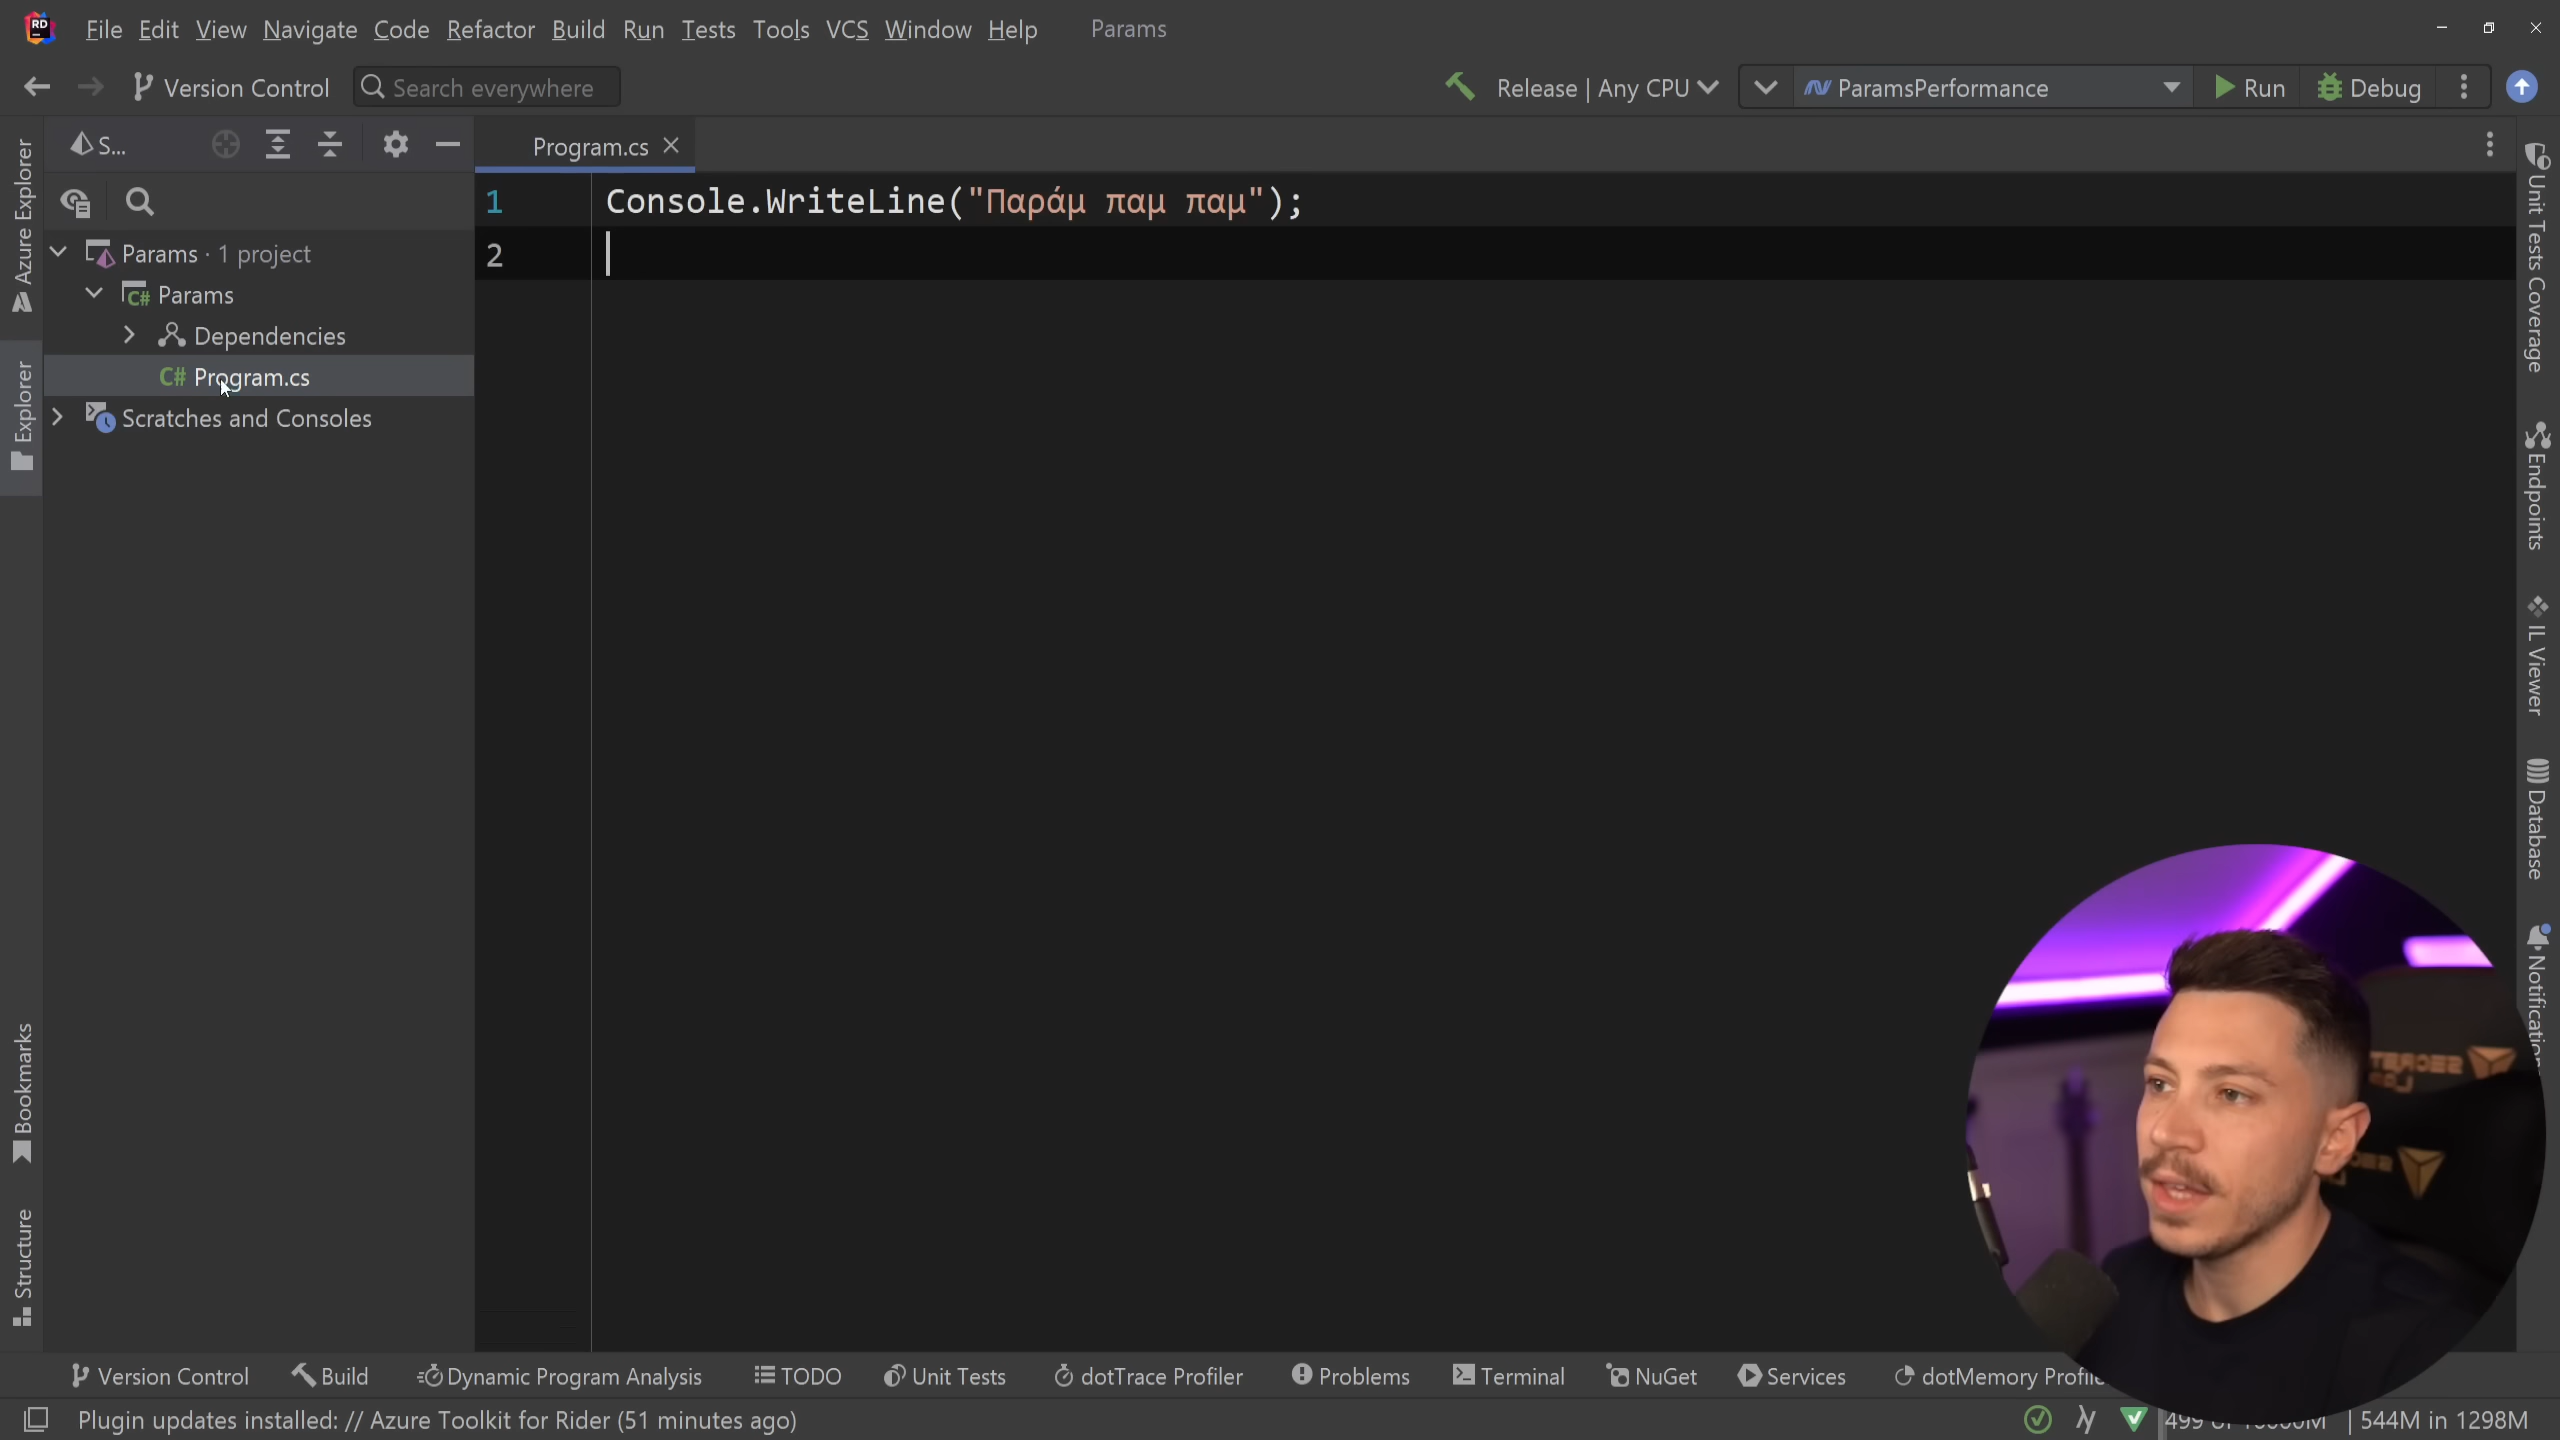 File Edit View Navigate Code Refactor Build Run Tests Tools VCS Window Help Params
Version Control Search everywhere Release | Any CPU ParamsPerformance Run Debug
S...
Program.cs
Azure Explorer
Explorer
Bookmarks
Structure
Params · 1 project
Params
Dependencies
C# Program.cs
Scratches and Consoles
1 Console.WriteLine("Παράμ παμ παμ");
2
Unit Tests Coverage
Endpoints
IL Viewer
Database
Version Control Build Dynamic Program Analysis TODO Unit Tests dotTrace Profiler Problems Terminal NuGet Services dotMemory
Plugin updates installed: // Azure Toolkit for Rider (51 minutes ago)
544M in 1298M